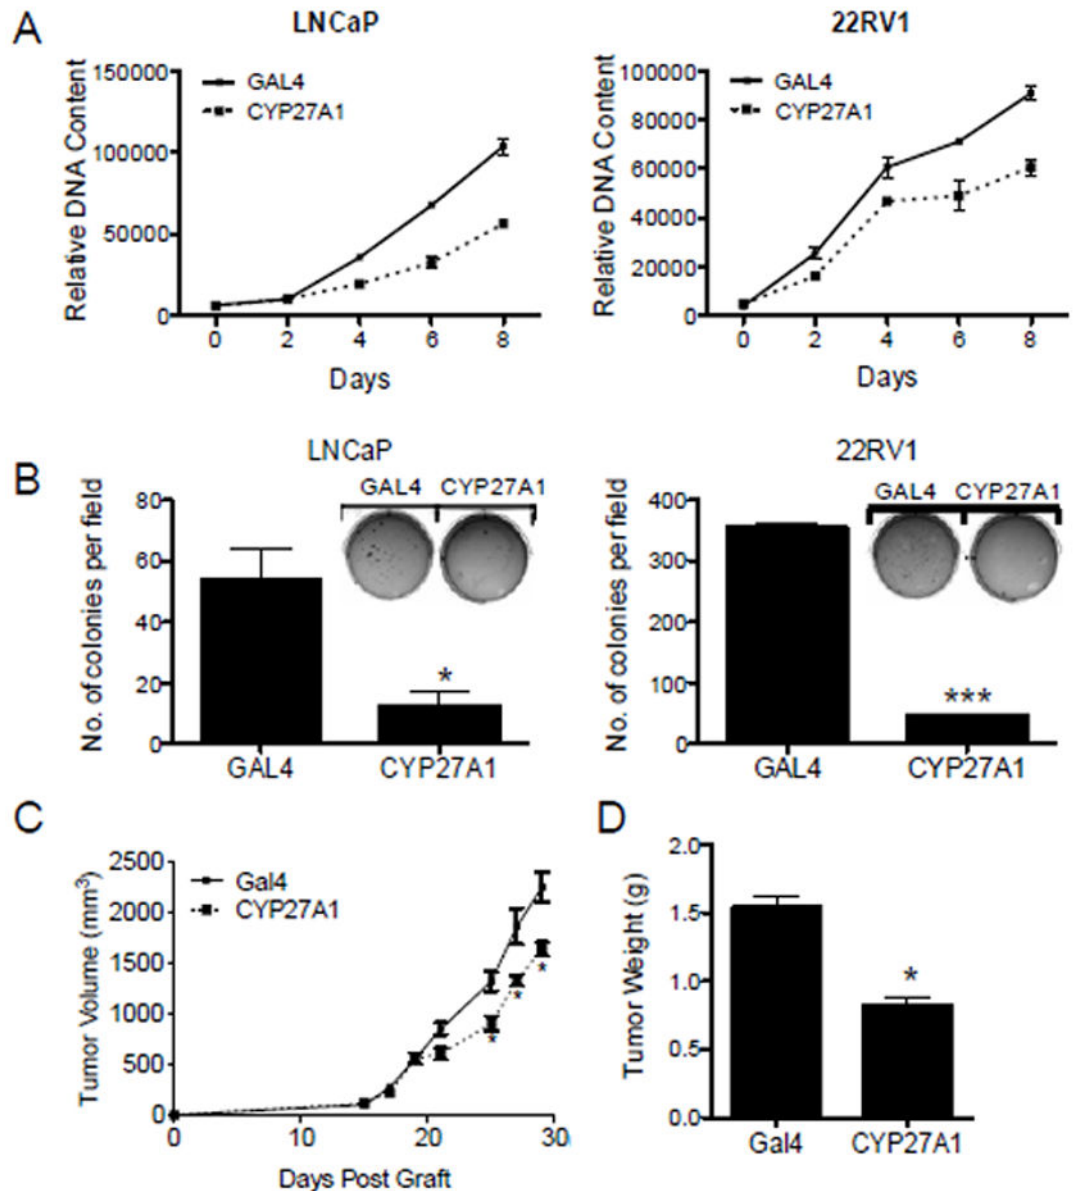 A
LNCaP
22RV1
Relative DNA Content
150000
100000
50000
0
GAL4
CYP27A1
0 2 4 6 8
Days
Relative DNA Content
100000
80000
60000
40000
20000
0
GAL4
CYP27A1
0 2 4 6 8
Days
B
LNCaP
No. of colonies per field
80
60
40
20
0
GAL4 CYP27A1
*
GAL4 CYP27A1
22RV1
No. of colonies per field
400
300
200
100
0
GAL4 CYP27A1
***
GAL4 CYP27A1
C
Tumor Volume (mm³)
2500
2000
1500
1000
500
0
Gal4
CYP27A1
* * *
0 10 20 30
Days Post Graft
D
Tumor Weight (g)
2.0
1.5
1.0
0.5
0.0
*
Gal4 CYP27A1